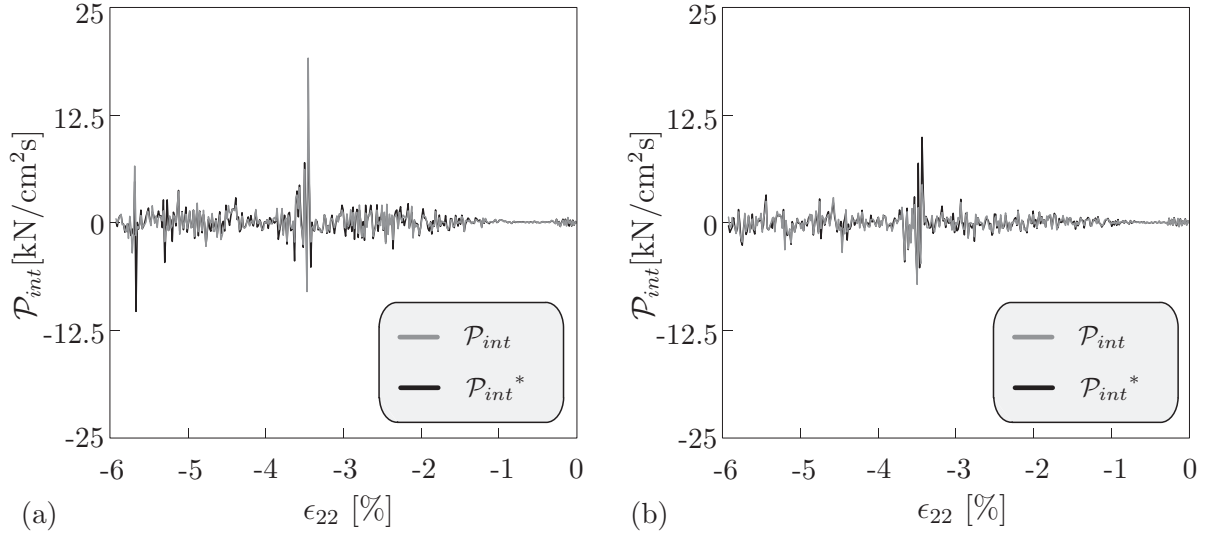 25
12.5
0
-12.5
-25
𝒫int[kN/cm²s]
𝒫int
𝒫int*
-6 -5 -4 -3 -2 -1 0
ϵ22 [%]
(a)
25
12.5
0
-12.5
-25
𝒫int[kN/cm²s]
𝒫int
𝒫int*
-6 -5 -4 -3 -2 -1 0
ϵ22 [%]
(b)